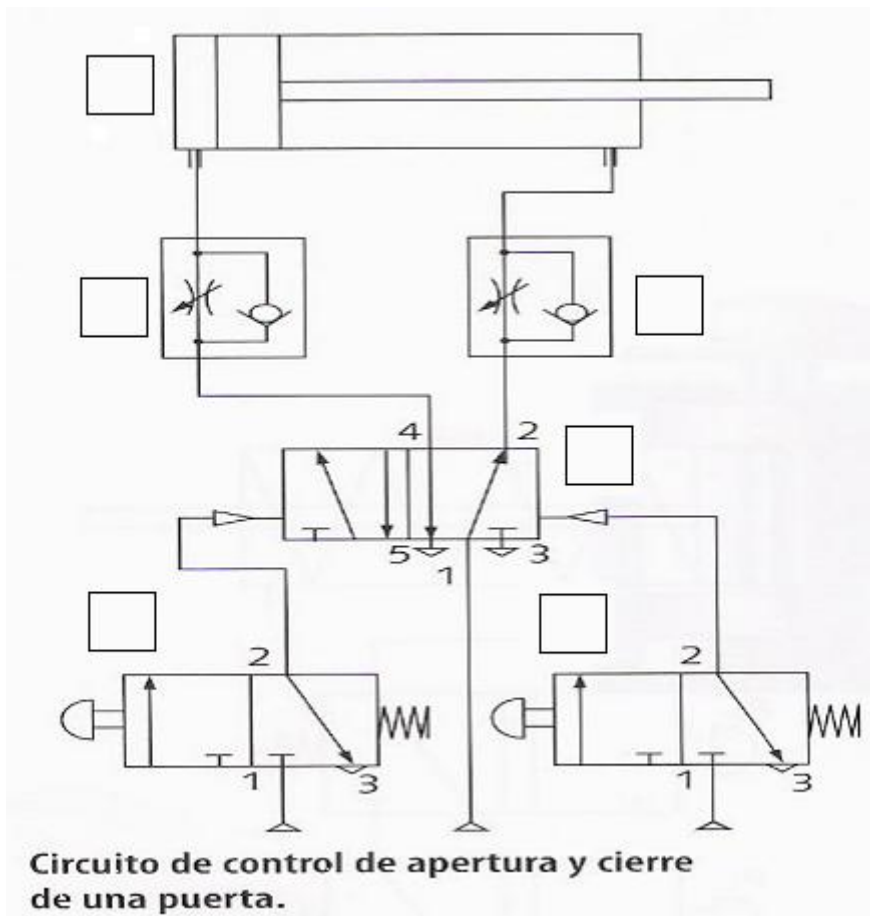 4 2
5 1 3
2 2
1 3 1 3
Circuito de control de apertura y cierre
de una puerta.